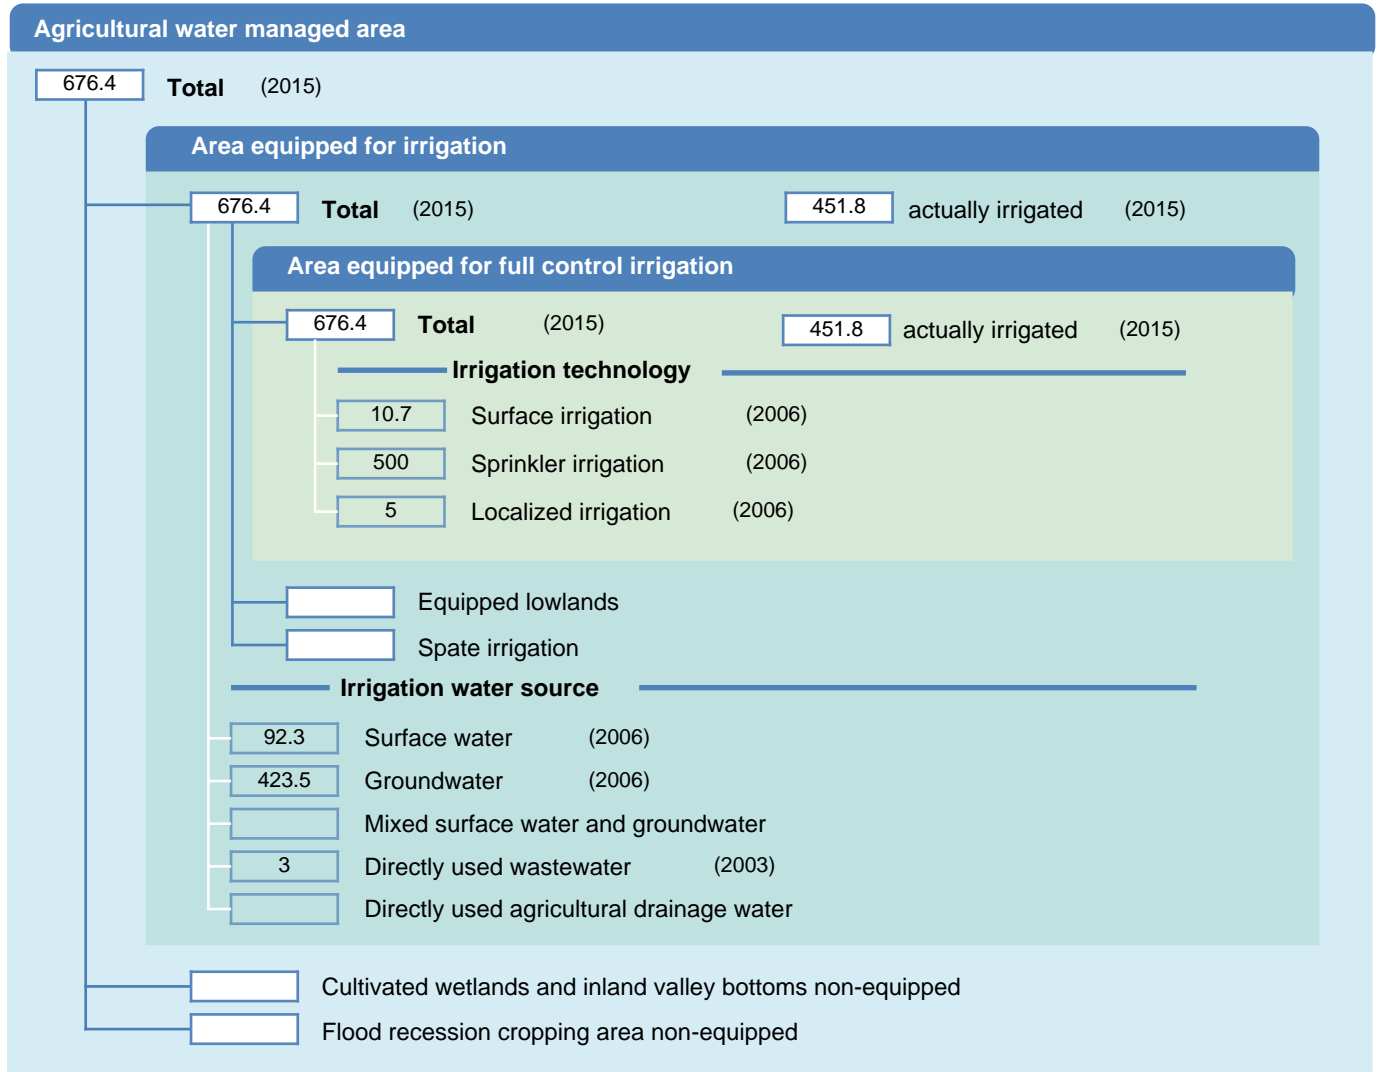 Agricultural water managed area
676.4 Total (2015)
Area equipped for irrigation
676.4 Total (2015) 451.8 actually irrigated (2015)
Area equipped for full control irrigation
676.4 Total (2015) 451.8 actually irrigated (2015)
Irrigation technology
10.7 Surface irrigation (2006)
500 Sprinkler irrigation (2006)
5 Localized irrigation (2006)
Equipped lowlands
Spate irrigation
Irrigation water source
92.3 Surface water (2006)
423.5 Groundwater (2006)
Mixed surface water and groundwater
3 Directly used wastewater (2003)
Directly used agricultural drainage water
Cultivated wetlands and inland valley bottoms non-equipped
Flood recession cropping area non-equipped